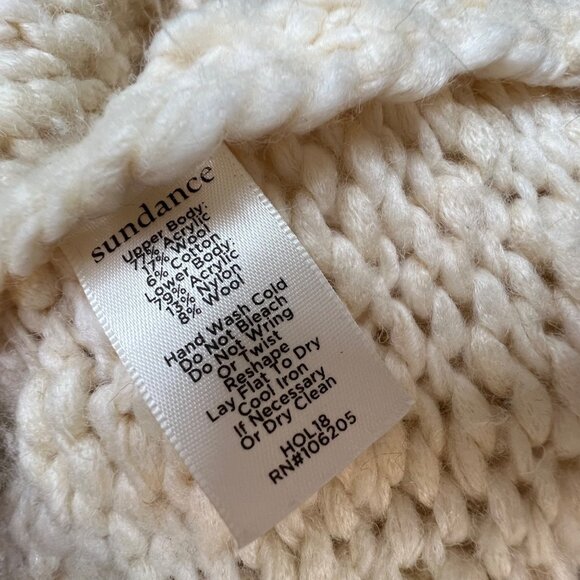 sundance
Upper Body:
77% Acrylic
17% Wool
6% Cotton
Lower Body:
79% Acrylic
13% Nylon
8% Wool
Hand Wash Cold
Do Not Bleach
Do Not Wring
Or Twist
Reshape
Lay Flat To Dry
Cool Iron
If Necessary
Or Dry Clean
HOL18
RN#106205